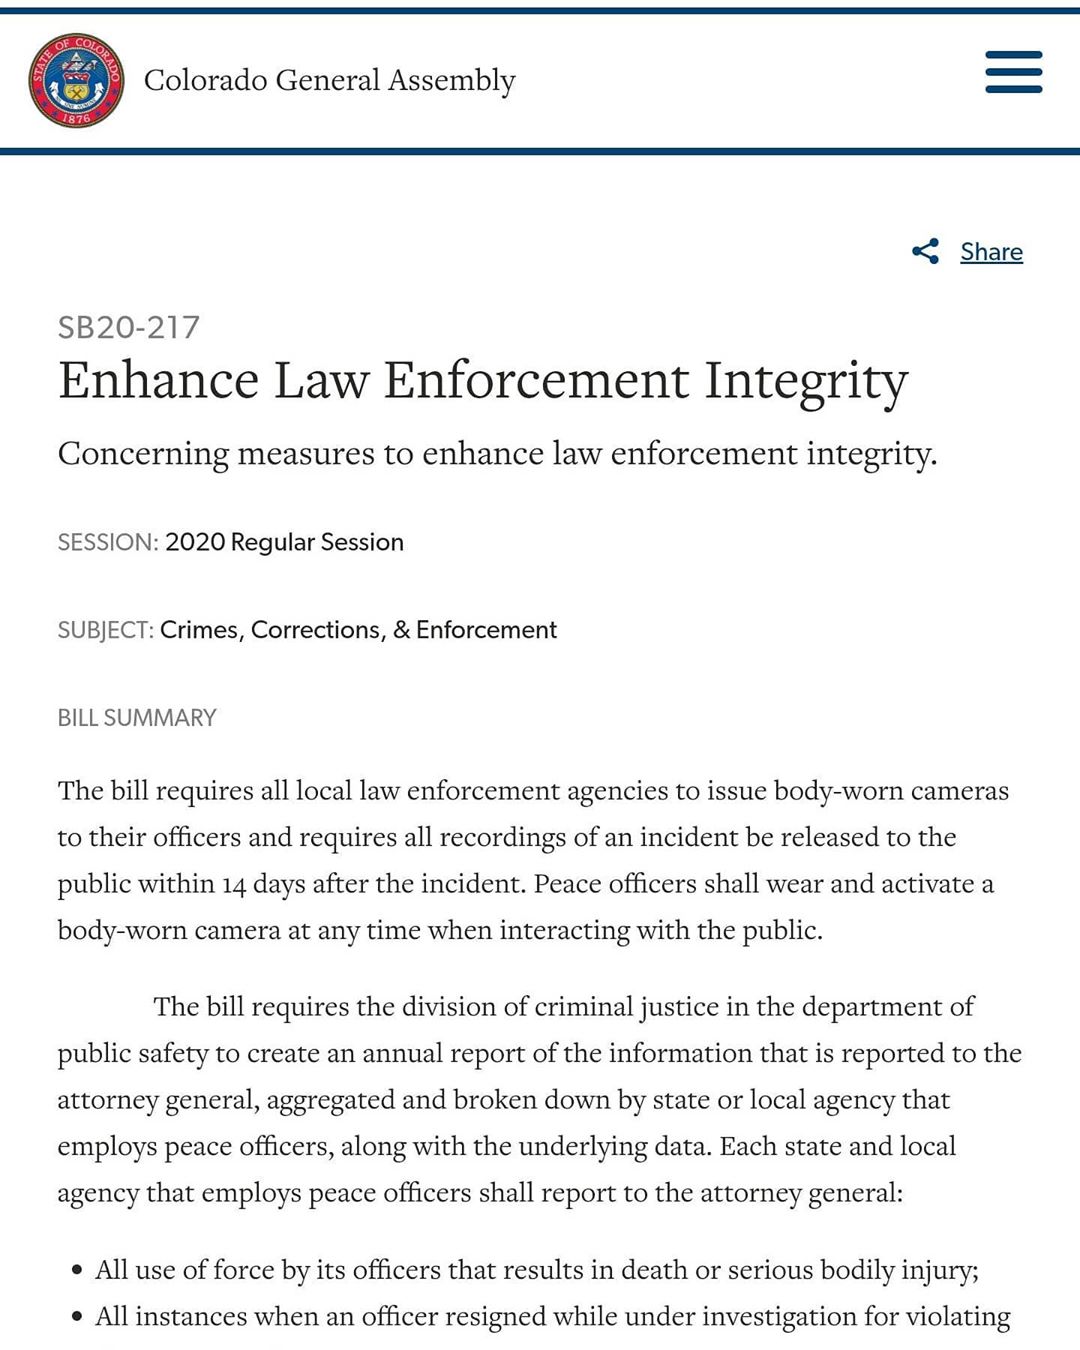 STATE OF COLORADO
1876
Colorado General Assembly
Share
SB20-217
Enhance Law Enforcement Integrity
Concerning measures to enhance law enforcement integrity.
SESSION: 2020 Regular Session
SUBJECT: Crimes, Corrections, & Enforcement
BILL SUMMARY
The bill requires all local law enforcement agencies to issue body-worn cameras
to their officers and requires all recordings of an incident be released to the
public within 14 days after the incident. Peace officers shall wear and activate a
body-worn camera at any time when interacting with the public.
The bill requires the division of criminal justice in the department of
public safety to create an annual report of the information that is reported to the
attorney general, aggregated and broken down by state or local agency that
employs peace officers, along with the underlying data. Each state and local
agency that employs peace officers shall report to the attorney general:
• All use of force by its officers that results in death or serious bodily injury;
• All instances when an officer resigned while under investigation for violating